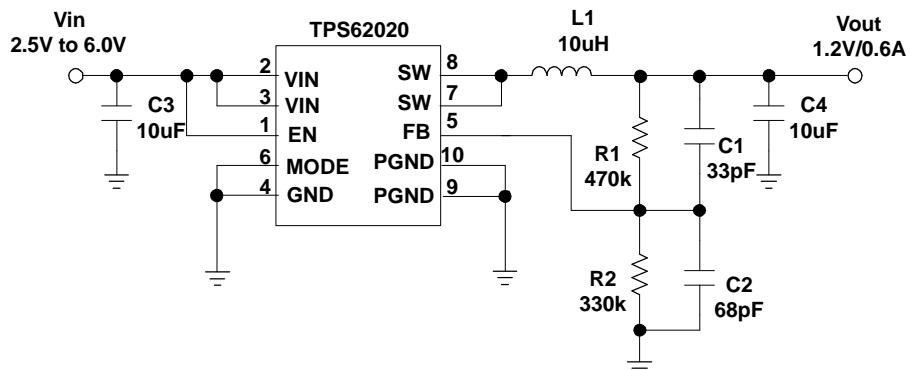 Vin
2.5V to 6.0V
TPS62020
L1
10uH
Vout
1.2V/0.6A
2
VIN
3
VIN
1
EN
6
MODE
4
GND
SW
8
SW
7
FB
5
PGND
10
PGND
9
C3
10uF
R1
470k
C1
33pF
C4
10uF
R2
330k
C2
68pF